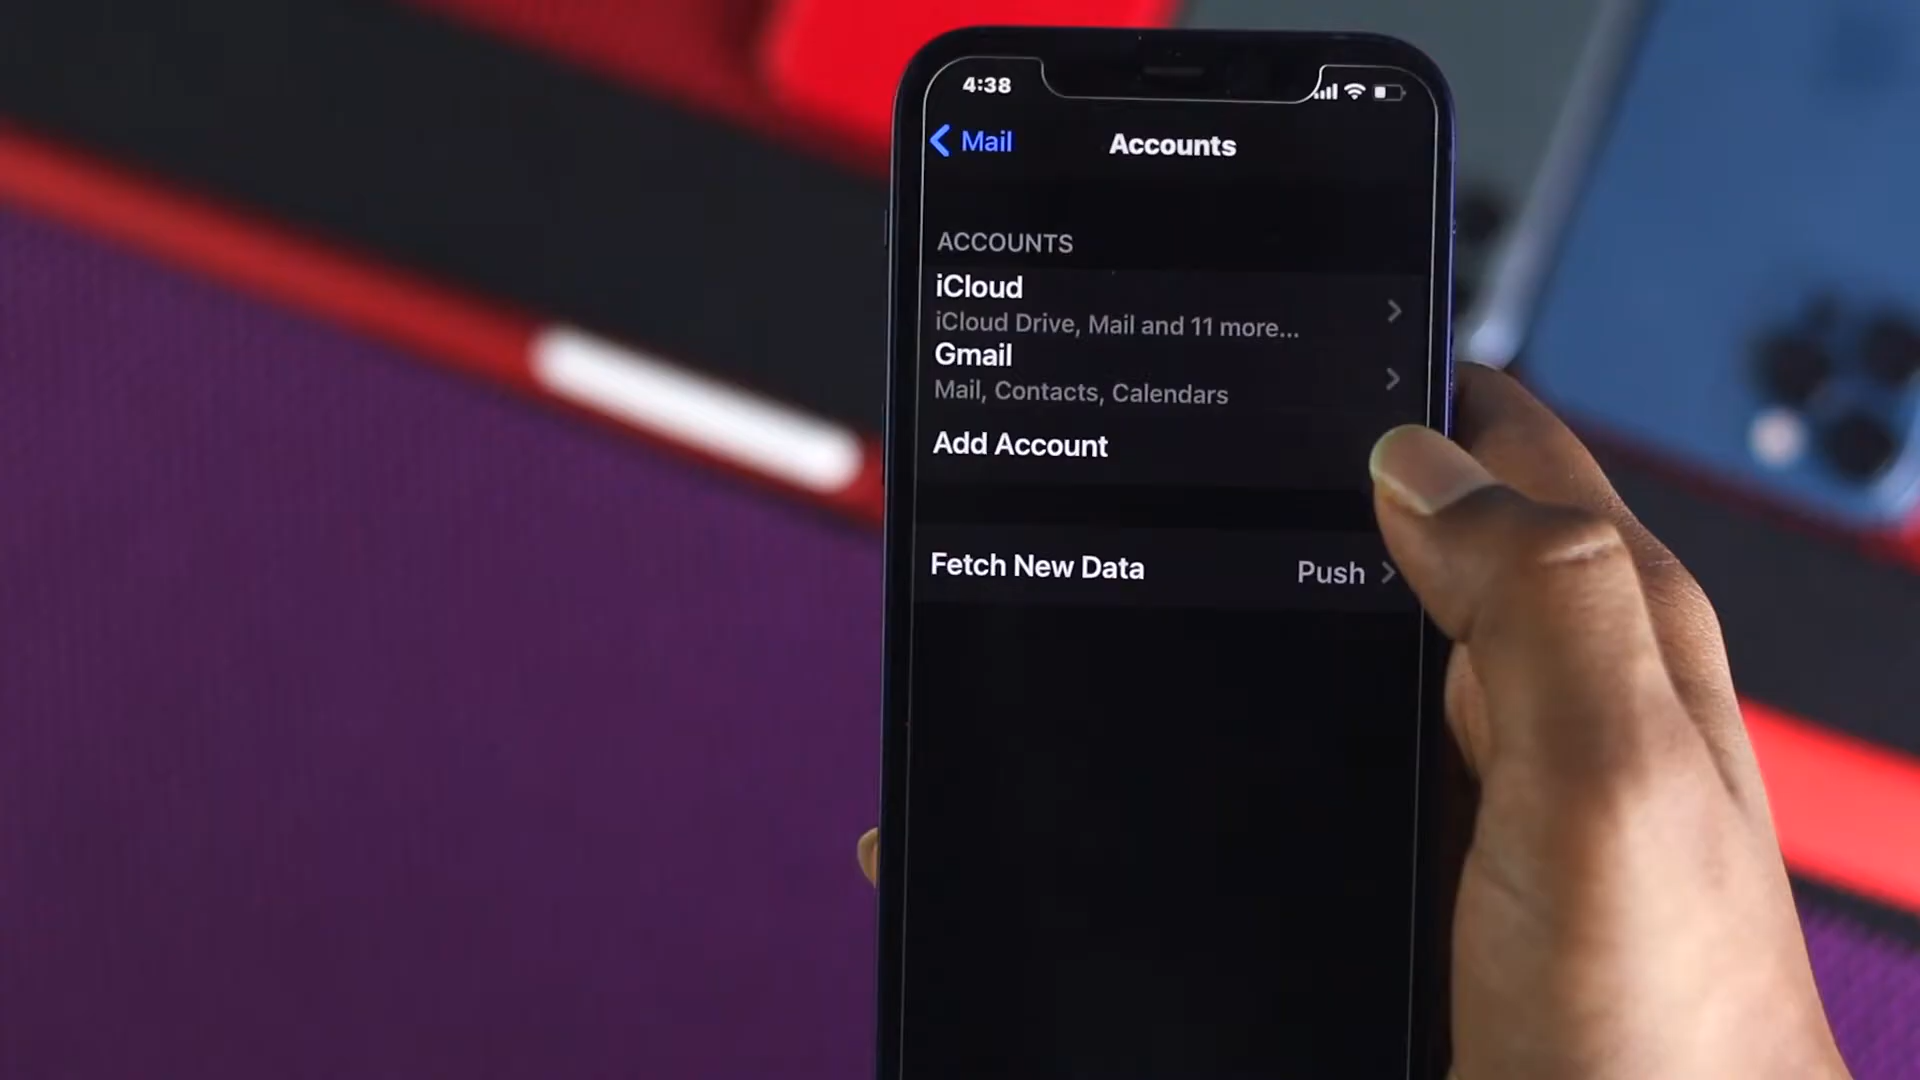 4:38
Mail
Accounts
ACCOUNTS
iCloud
iCloud Drive, Mail and 11 more...
Gmail
Mail, Contacts, Calendars
Add Account
Fetch New Data Push